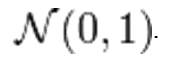 𝒩(0, 1).